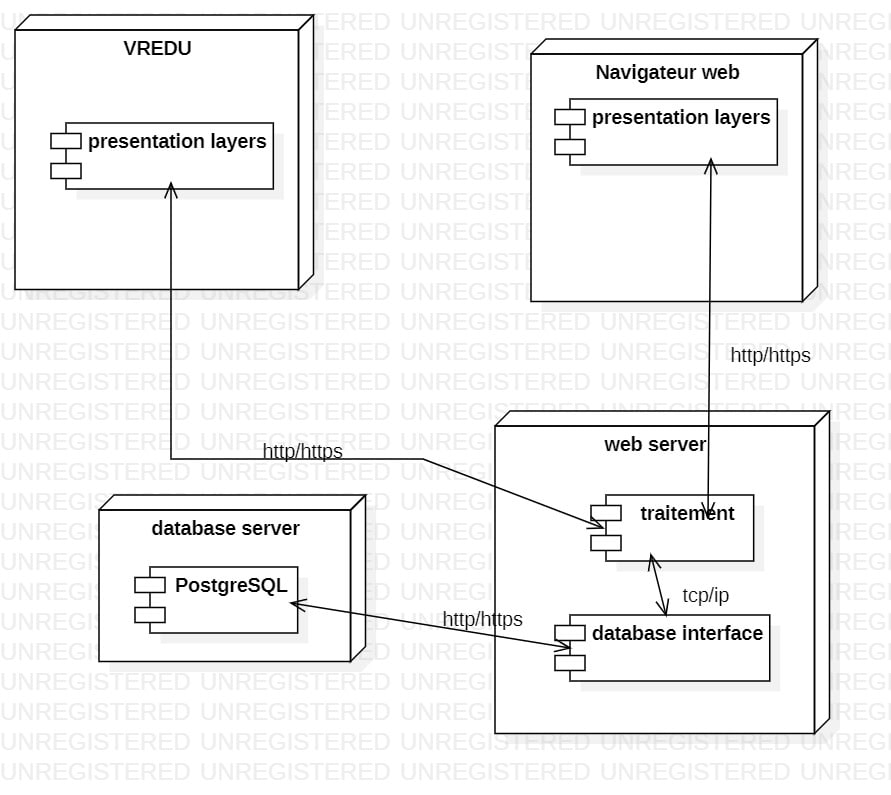 VREDU
presentation layers
Navigateur web
presentation layers
http/https
http/https
web server
traitement
tcp/ip
database interface
database server
PostgreSQL
http/https
UNREGISTERED